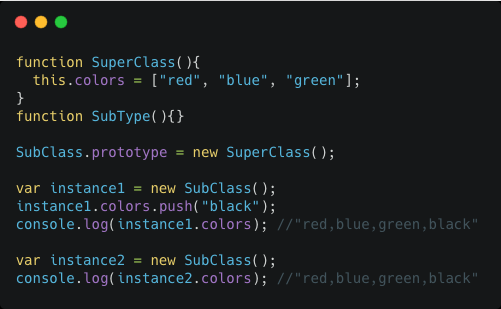 function SuperClass(){
  this.colors = ["red", "blue", "green"];
}
function SubType(){}
SubClass.prototype = new SuperClass();
var instance1 = new SubClass();
instance1.colors.push("black");
console.log(instance1.colors); //"red,blue,green,black"
var instance2 = new SubClass();
console.log(instance2.colors); //"red,blue,green,black"